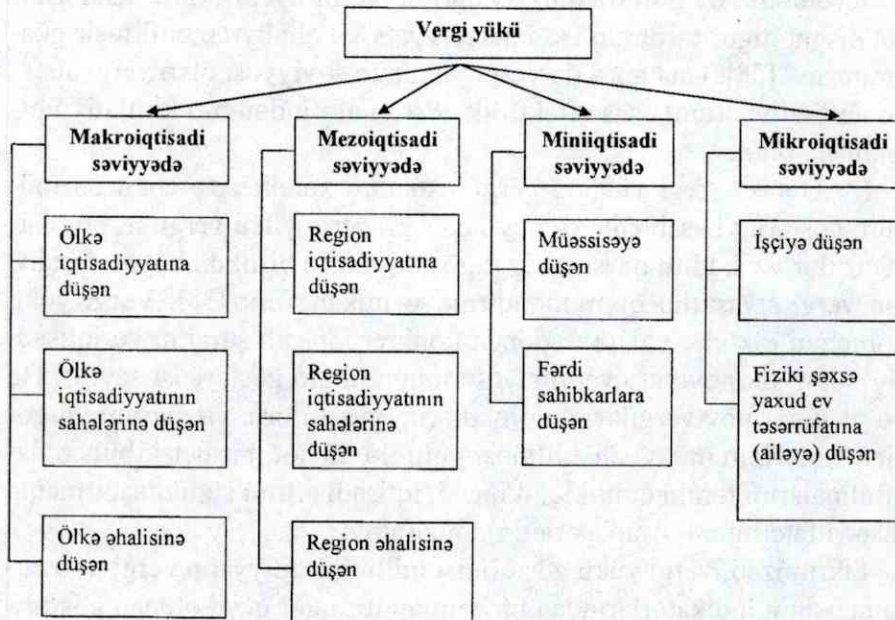 Vergi yükü
Makroiqtisadi
səviyyədə
Mezoiqtisadi
səviyyədə
Miniiqtisadi
səviyyədə
Mikroiqtisadi
səviyyədə
Ölkə
iqtisadiyyatına
düşən
Region
iqtisadiyyatına
düşən
Müəssisəyə
düşən
İşçiyə düşən
Ölkə
iqtisadiyyatının
sahələrinə düşən
Region
iqtisadiyyatının
sahələrinə
düşən
Fərdi
sahibkarlara
düşən
Fiziki şəxsə
yaxud ev
təsərrüfatına
(ailəyə) düşən
Ölkə əhalisinə
düşən
Region əhalisinə
düşən